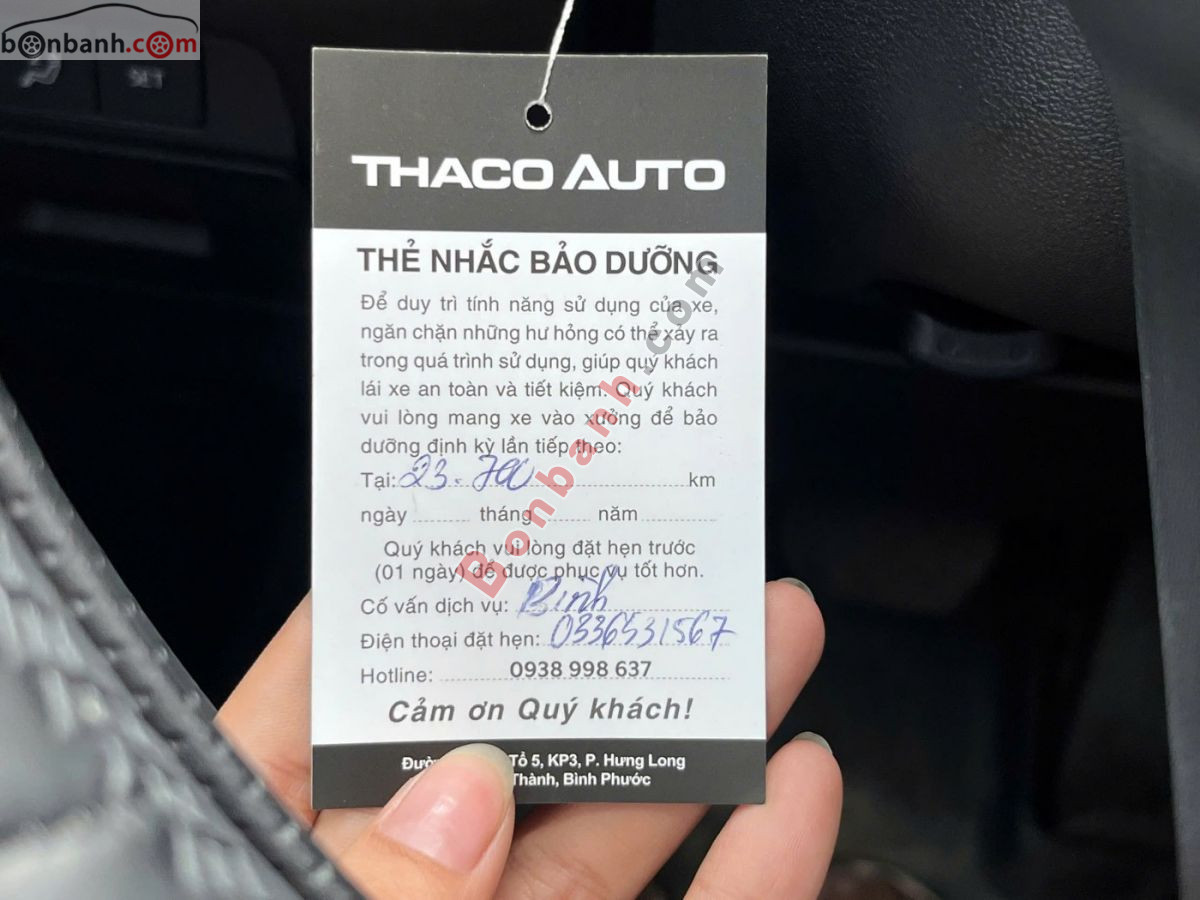 bonbanh.com
SET
THACO AUTO
THẺ NHẮC BẢO DƯỠNG
Để duy trì tính năng sử dụng của xe,
ngăn chặn những hư hỏng có thể xảy ra
trong quá trình sử dụng, giúp quý khách
lái xe an toàn và tiết kiệm. Quý khách
vui lòng mang xe vào xưởng để bảo
dưỡng định kỳ lần tiếp theo:
Tại: 23.700 km
ngày ........ tháng ........ năm ........
Quý khách vui lòng đặt hẹn trước
(01 ngày) để được phục vụ tốt hơn.
Cố vấn dịch vụ: Bình
Điện thoại đặt hẹn: 0336531567
Hotline: 0938 998 637
Cảm ơn Quý khách!
Tổ 5, KP3, P. Hưng Long
Thành, Bình Phước
Bonbanh.com